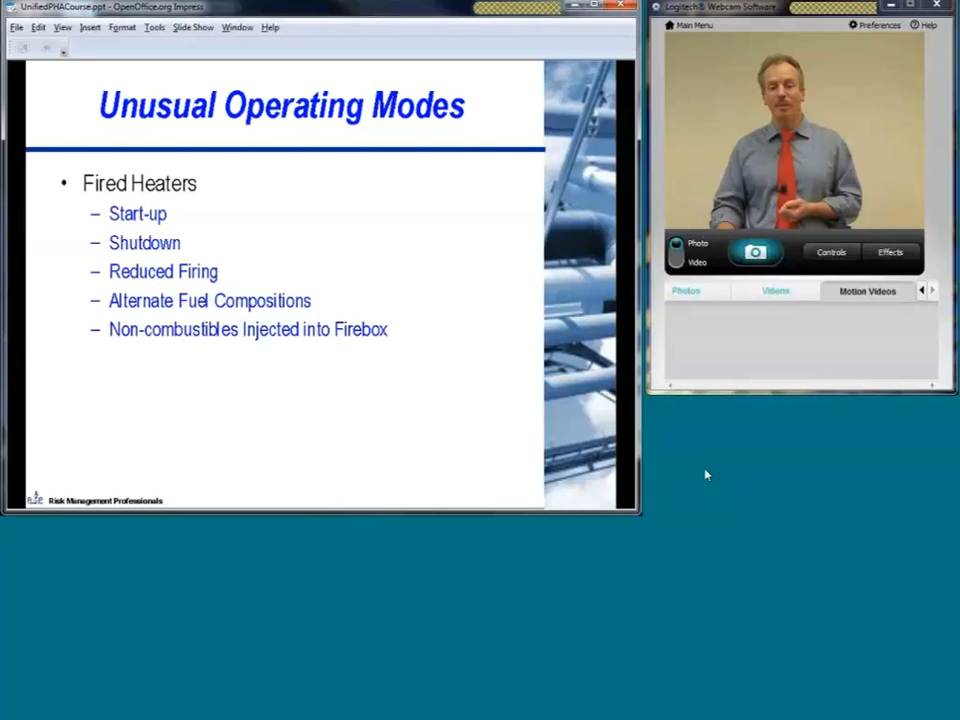 UnifiedPHACourse.ppt - OpenOffice.org Impress
File Edit View Insert Format Tools Slide Show Window Help
Unusual Operating Modes
• Fired Heaters
– Start-up
– Shutdown
– Reduced Firing
– Alternate Fuel Compositions
– Non-combustibles Injected into Firebox
Risk Management Professionals
Logitech® Webcam Software
Main Menu Preferences Help
Photo
Video
Controls Effects
Photos Videos Motion Videos